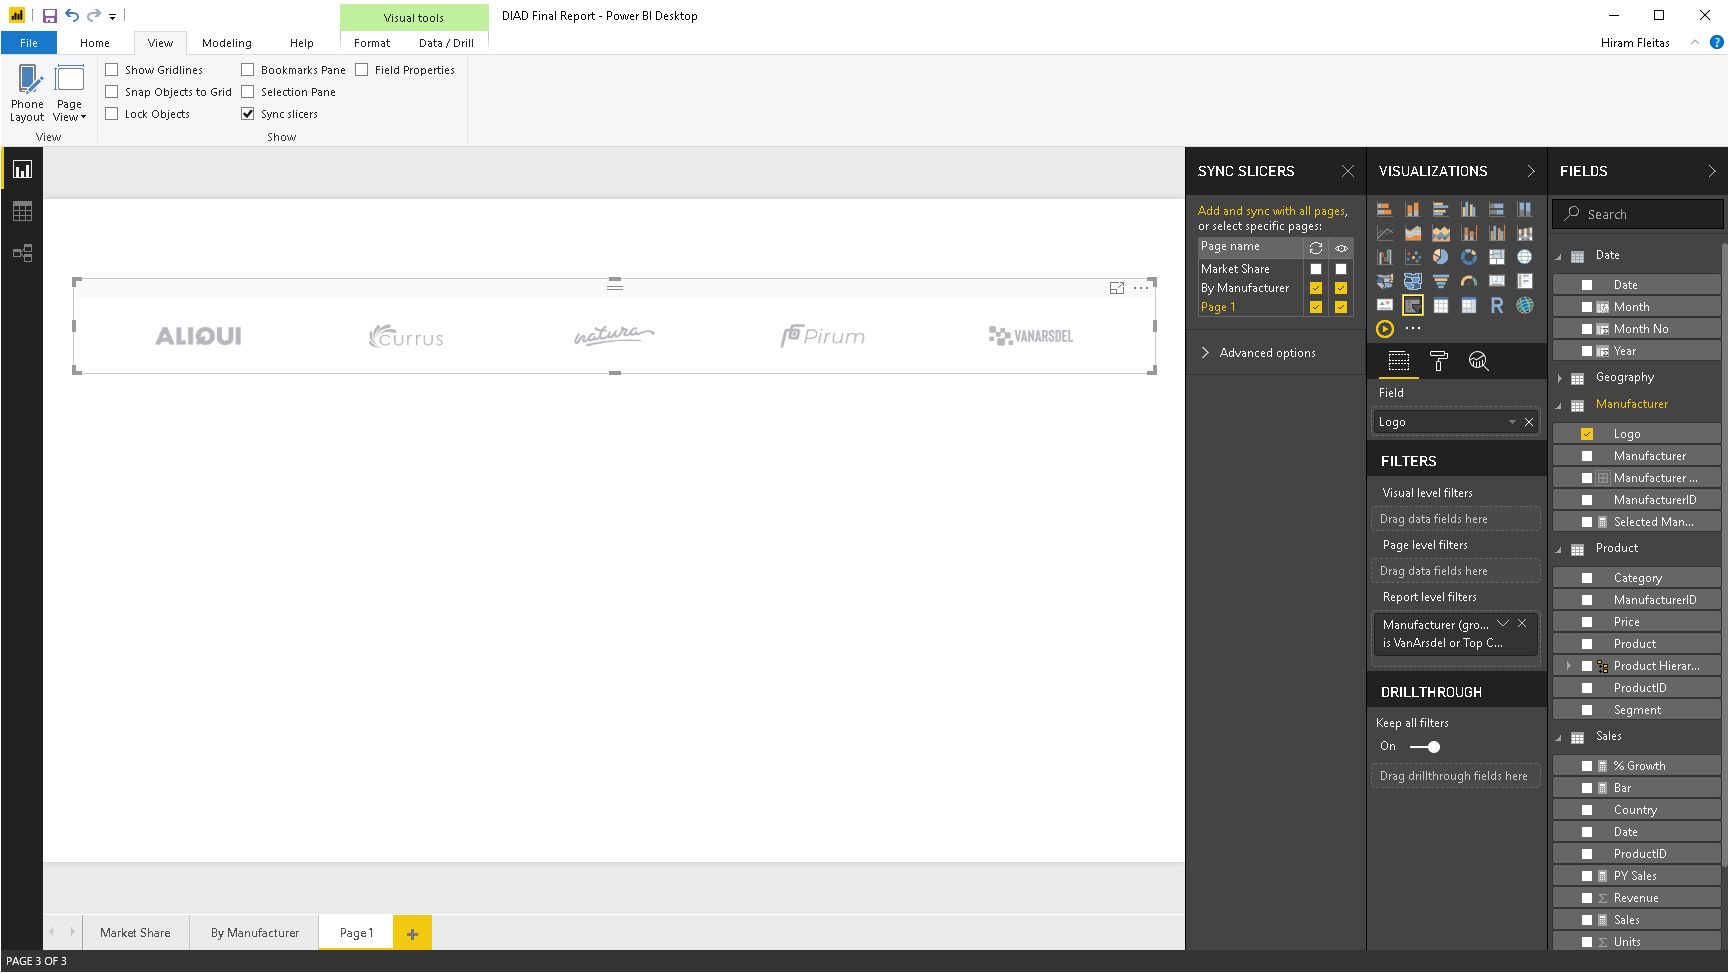 Visual tools
DIAD Final Report - Power BI Desktop
File
Home
View
Modeling
Help
Format
Data / Drill
Hiram Fleitas
?
Phone
Layout
Page
View
Show Gridlines
Snap Objects to Grid
Lock Objects
Bookmarks Pane
Selection Pane
Sync slicers
Field Properties
View
Show
SYNC SLICERS
Add and sync with all pages,
or select specific pages:
Page name
Market Share
By Manufacturer
Page 1
Advanced options
ALIQUI
Currus
natura
Pirum
VANARSDEL
VISUALIZATIONS
123
R
...
Field
Logo
FILTERS
Visual level filters
Drag data fields here
Page level filters
Drag data fields here
Report level filters
Manufacturer (gro...
is VanArsdel or Top C...
DRILLTHROUGH
Keep all filters
On
Drag drillthrough fields here
FIELDS
Search
Date
Date
Month
Month No
Year
Geography
Manufacturer
Logo
Manufacturer
Manufacturer ...
ManufacturerID
Selected Man...
Product
Category
ManufacturerID
Price
Product
Product Hierar...
ProductID
Segment
Sales
% Growth
Bar
Country
Date
ProductID
PY Sales
Σ Revenue
Sales
Σ Units
Market Share
By Manufacturer
Page 1
+
PAGE 3 OF 3